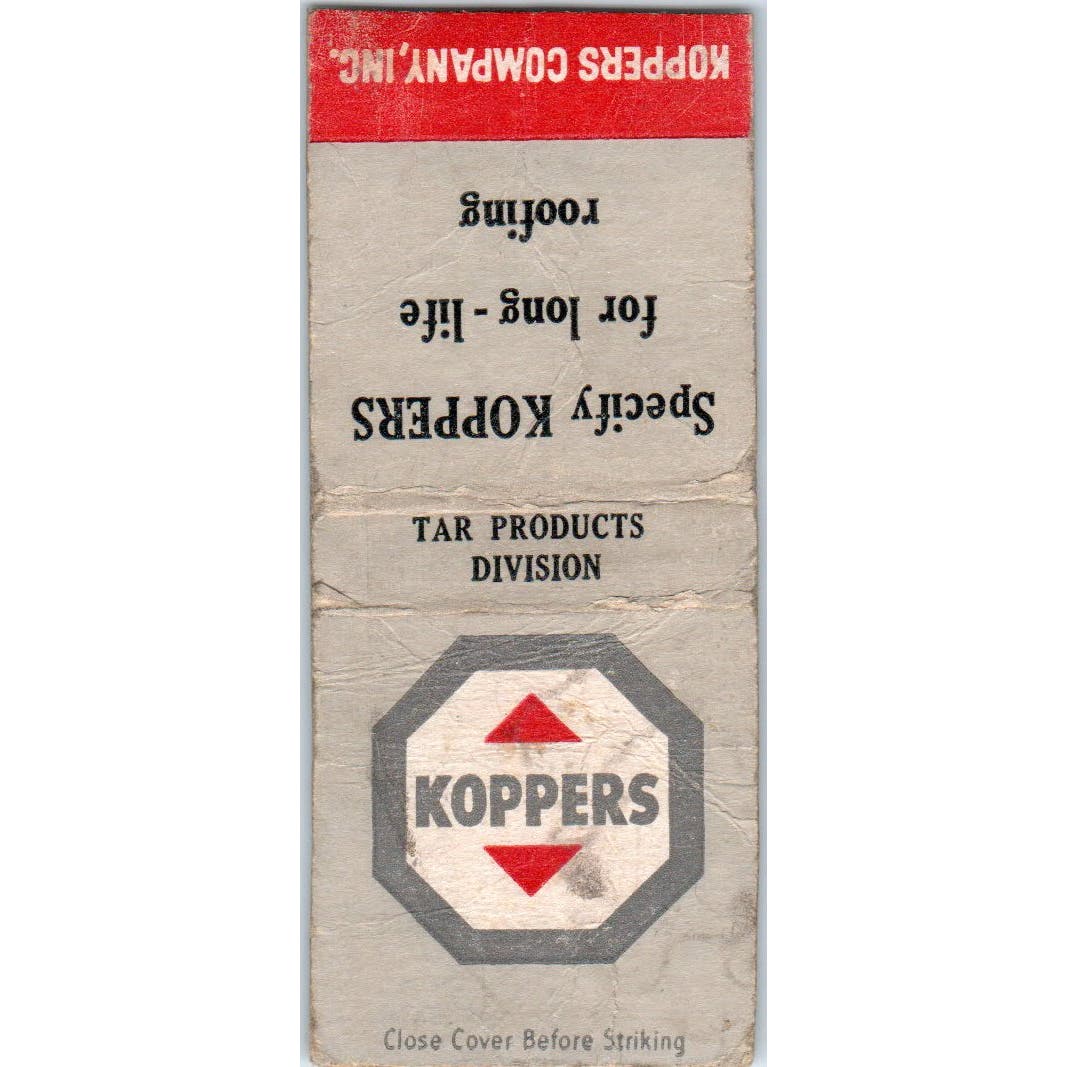 KOPPERS COMPANY, INC.
Specify KOPPERS
for long-life
roofing
TAR PRODUCTS
DIVISION
KOPPERS
Close Cover Before Striking